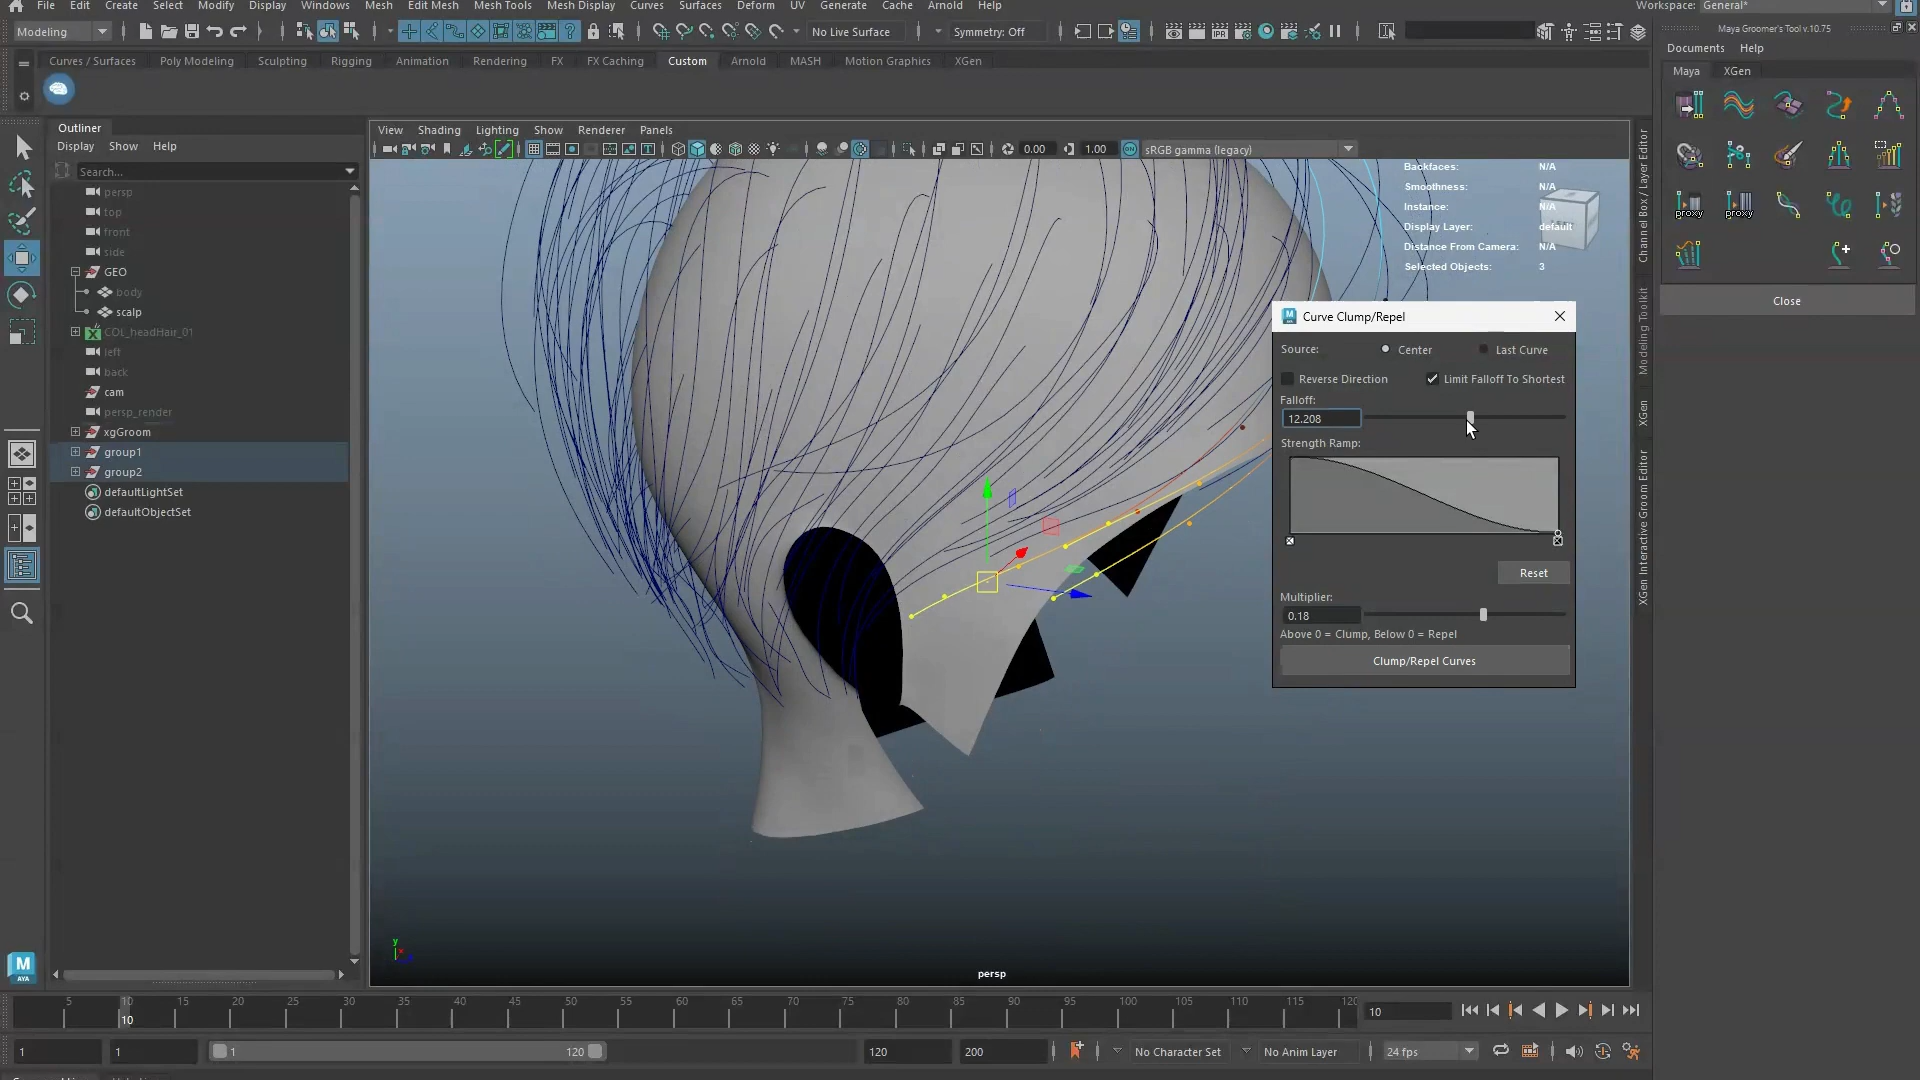 File Edit Create Select Modify Display Windows Mesh Edit Mesh Mesh Tools Mesh Display Curves Surfaces Deform UV Generate Cache Arnold Help
Workspace: General*
Modeling
No Live Surface
Symmetry: Off
Maya Groomer's Tool v.10.75
Documents Help
Curves / Surfaces Poly Modeling Sculpting Rigging Animation Rendering FX FX Caching Custom Arnold MASH Motion Graphics XGen
Maya XGen
proxy
proxy
Close
Outliner
Display Show Help
Search...
persp
top
front
side
GEO
body
scalp
COL_headHair_01
left
back
cam
persp_render
xgGroom
group1
group2
defaultLightSet
defaultObjectSet
View Shading Lighting Show Renderer Panels
0.00
1.00
ON
sRGB gamma (legacy)
Backfaces: N/A
Smoothness: N/A
Instance: N/A
Display Layer: default
Distance From Camera: N/A
Selected Objects: 3
Channel Box / Layer Editor
Modeling Toolkit
XGen
XGen Interactive Groom Editor
Curve Clump/Repel
Source: Center Last Curve
Reverse Direction Limit Falloff To Shortest
Falloff:
12.208
Strength Ramp:
Reset
Multiplier:
0.18
Above 0 = Clump, Below 0 = Repel
Clump/Repel Curves
persp
y
M
AYA
5 10 15 20 25 30 35 40 45 50 55 60 65 70 75 80 85 90 95 100 105 110 115 120
10
10
1
1
1
120
120
200
No Character Set
No Anim Layer
24 fps